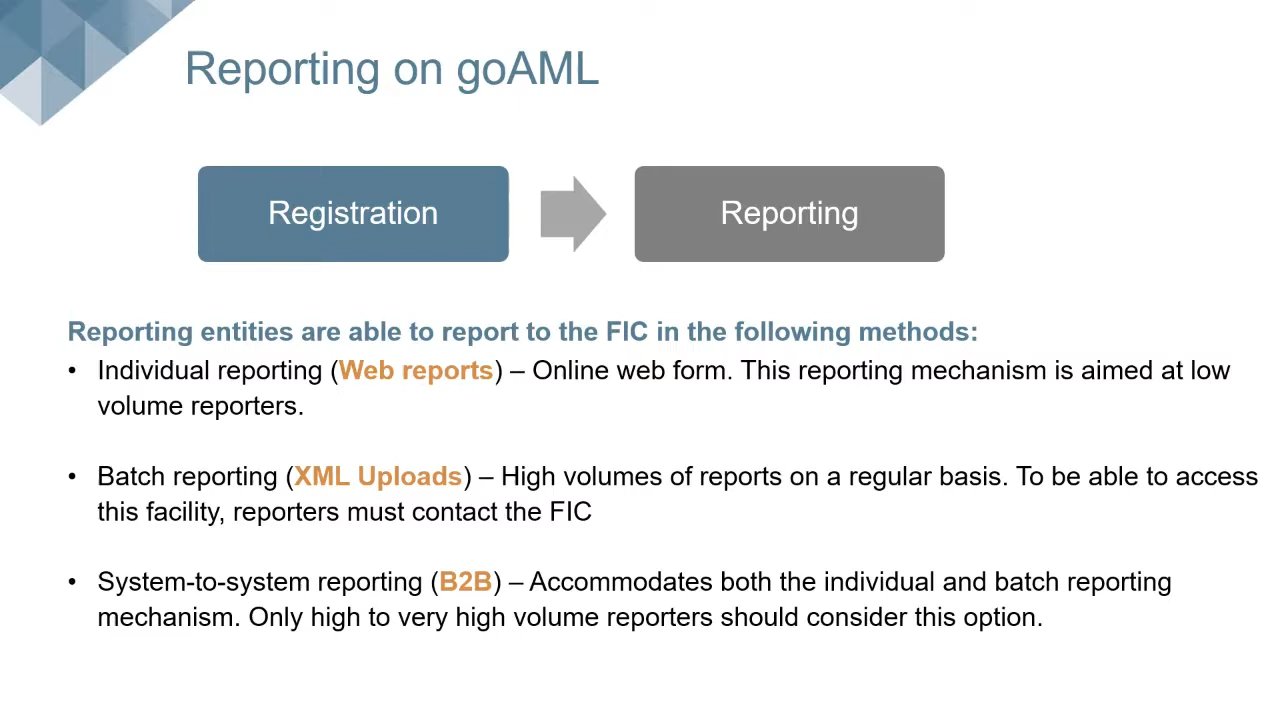 Reporting on goAML
Registration
Reporting
Reporting entities are able to report to the FIC in the following methods:
• Individual reporting (Web reports) – Online web form. This reporting mechanism is aimed at low
volume reporters.
• Batch reporting (XML Uploads) – High volumes of reports on a regular basis. To be able to access
this facility, reporters must contact the FIC
• System-to-system reporting (B2B) – Accommodates both the individual and batch reporting
mechanism. Only high to very high volume reporters should consider this option.